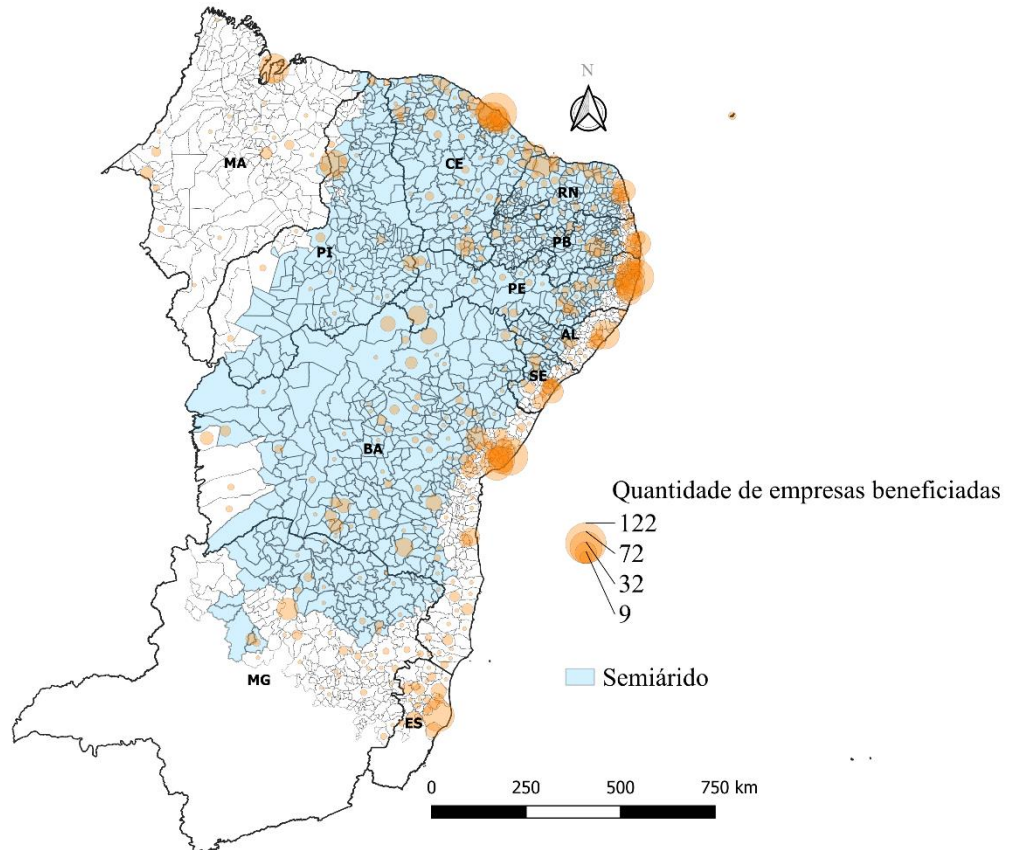 N
MA
CE
RN
PI
PB
PE
AL
SE
BA
Quantidade de empresas beneficiadas
122
72
32
9
Semiárido
MG
ES
0 250 500 750 km